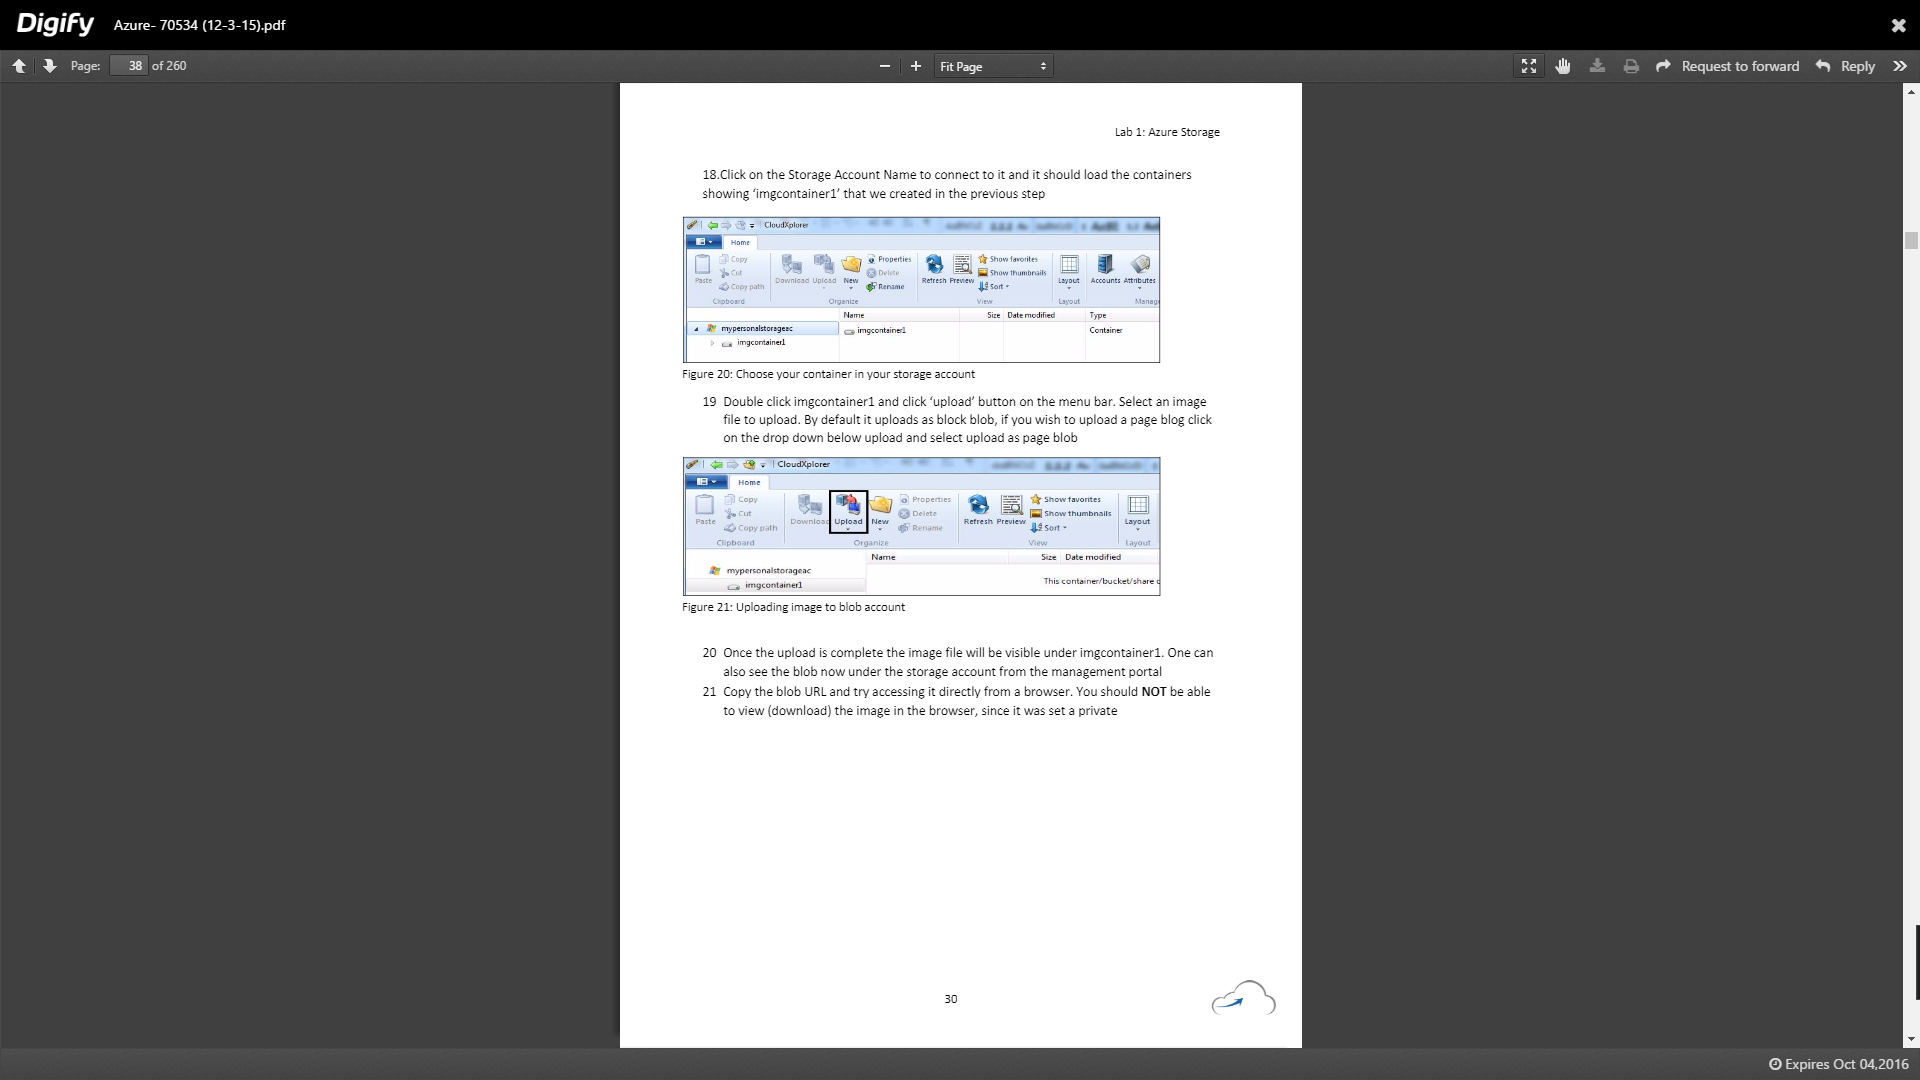 Digify Azure- 70534 (12-3-15).pdf
Page: 38 of 260 Fit Page Request to forward Reply
Lab 1: Azure Storage
18.Click on the Storage Account Name to connect to it and it should load the containers
showing ‘imgcontainer1’ that we created in the previous step
CloudXplorer
Home
Paste Copy Cut Copy path Download Upload New Properties Delete Rename Refresh Preview Show favorites Show thumbnails Sort Layout Accounts Attributes
Clipboard Organize View Layout Manag
Name Size Date modified Type
mypersonalstorageac imgcontainer1 Container
imgcontainer1
Figure 20: Choose your container in your storage account
19 Double click imgcontainer1 and click ‘upload’ button on the menu bar. Select an image
file to upload. By default it uploads as block blob, if you wish to upload a page blog click
on the drop down below upload and select upload as page blob
CloudXplorer
Home
Paste Copy Cut Copy path Download Upload New Properties Delete Rename Refresh Preview Show favorites Show thumbnails Sort Layout
Clipboard Organize View Layout
Name Size Date modified
mypersonalstorageac
imgcontainer1 This container/bucket/share
Figure 21: Uploading image to blob account
20 Once the upload is complete the image file will be visible under imgcontainer1. One can
also see the blob now under the storage account from the management portal
21 Copy the blob URL and try accessing it directly from a browser. You should NOT be able
to view (download) the image in the browser, since it was set a private
30
Expires Oct 04,2016